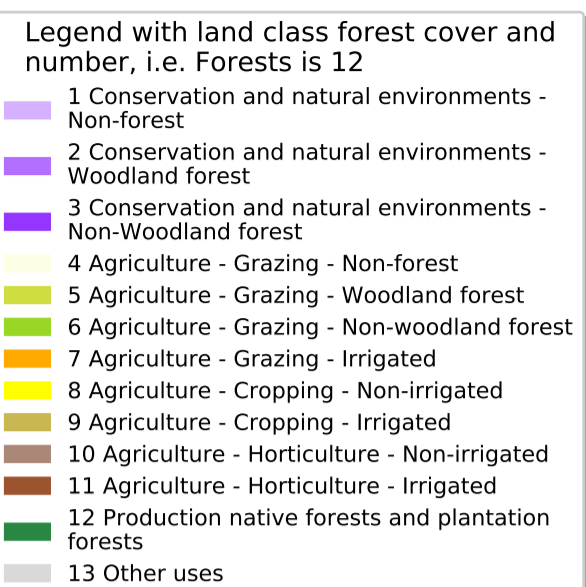 Legend with land class forest cover and
number, i.e. Forests is 12
1 Conservation and natural environments -
Non-forest
2 Conservation and natural environments -
Woodland forest
3 Conservation and natural environments -
Non-Woodland forest
4 Agriculture - Grazing - Non-forest
5 Agriculture - Grazing - Woodland forest
6 Agriculture - Grazing - Non-woodland forest
7 Agriculture - Grazing - Irrigated
8 Agriculture - Cropping - Non-irrigated
9 Agriculture - Cropping - Irrigated
10 Agriculture - Horticulture - Non-irrigated
11 Agriculture - Horticulture - Irrigated
12 Production native forests and plantation
forests
13 Other uses